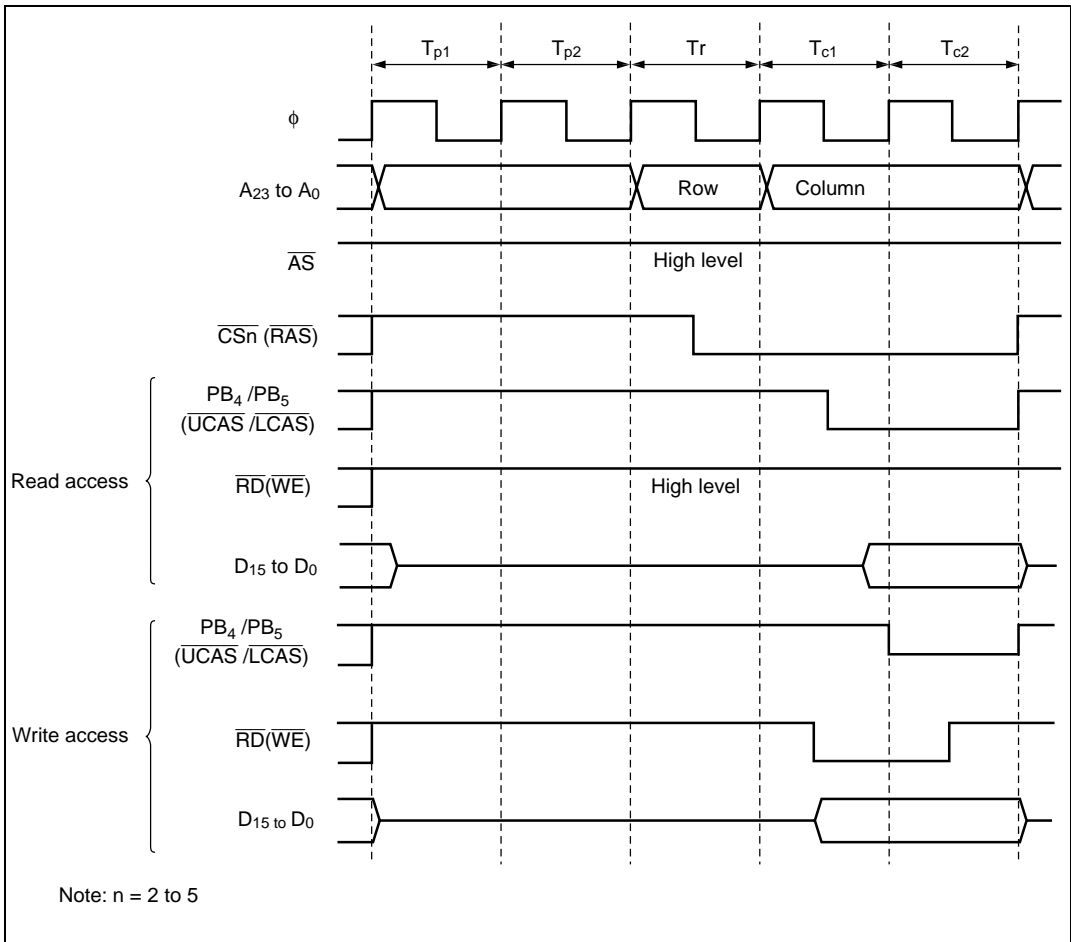 Tp1 Tp2 Tr Tc1 Tc2
ϕ
A23 to A0
Row Column
AS
High level
CSn (RAS)
Read access
PB4 /PB5
(UCAS /LCAS)
RD(WE)
High level
D15 to D0
Write access
PB4 /PB5
(UCAS /LCAS)
RD(WE)
D15 to D0
Note: n = 2 to 5